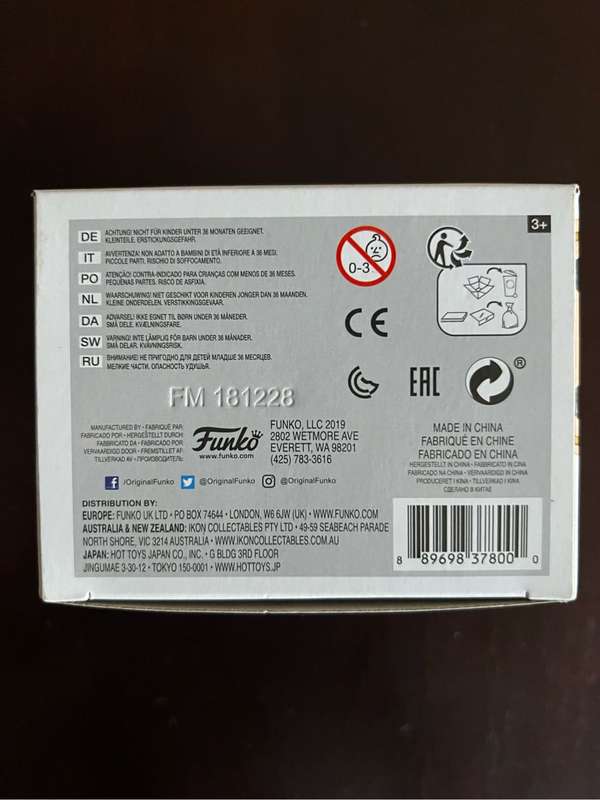 3+
DE ACHTUNG! NICHT FÜR KINDER UNTER 36 MONATEN GEEIGNET.
KLEINTEILE. ERSTICKUNGSGEFAHR.
IT AVVERTENZA! NON ADATTO A BAMBINI DI ETÀ INFERIORE A 36 MESI.
PICCOLE PARTI, RISCHIO DI SOFFOCAMENTO.
PO ATENÇÃO! CONTRA-INDICADO PARA CRIANÇAS COM MENOS DE 36 MESES.
PEQUENAS PARTES. RISCO DE ASFIXIA.
NL WAARSCHUWING! NIET GESCHIKT VOOR KINDEREN JONGER DAN 36 MAANDEN.
KLEINE ONDERDELEN. VERSTIKKINGSGEVAAR.
DA ADVARSEL! IKKE EGNET TIL BØRN UNDER 36 MÅNEDER.
SMÅ DELE. KVÆLNINGSFARE.
SW VARNING! INTE LÄMPLIG FÖR BARN UNDER 36 MÅNADER.
SMÅ DELAR. KVÄVNINGSRISK.
RU ВНИМАНИЕ! НЕ ПРИГОДНО ДЛЯ ДЕТЕЙ МЛАДШЕ 36 МЕСЯЦЕВ.
МЕЛКИЕ ЧАСТИ. ОПАСНОСТЬ УДУШЬЯ.
0-3
CE
EAC
®
FM 181228
MANUFACTURED BY • FABRIQUÉ PAR
FABRICADO POR • HERGESTELLT DURCH
FABBRICATO DA • FABRICADO POR
VERVAARDIGD DOOR • FREMSTILLET AF
TILLVERKAD AV • ПРОИЗВОДИТЕЛЬ:
Funko
www.funko.com
FUNKO, LLC 2019
2802 WETMORE AVE
EVERETT, WA 98201
(425) 783-3616
/OriginalFunko @OriginalFunko @OriginalFunko
MADE IN CHINA
FABRIQUÉ EN CHINE
FABRICADO EN CHINA
HERGESTELLT IN CHINA • FABBRICATO IN CINA
FABRICADO NA CHINA • VERVAARDIGD IN CHINA
PRODUCERET I KINA • TILLVERKAD I KINA
СДЕЛАНО В КИТАЕ
DISTRIBUTION BY:
EUROPE: FUNKO UK LTD • PO BOX 74644 • LONDON, W6 6JW (UK) • WWW.FUNKO.COM
AUSTRALIA & NEW ZEALAND: IKON COLLECTABLES PTY LTD • 49-59 SEABEACH PARADE
NORTH SHORE, VIC 3214 AUSTRALIA • WWW.IKONCOLLECTABLES.COM.AU
JAPAN: HOT TOYS JAPAN CO., INC. • G BLDG 3RD FLOOR
JINGUMAE 3-30-12 • TOKYO 150-0001 • WWW.HOTTOYS.JP
8 89698 37800 0